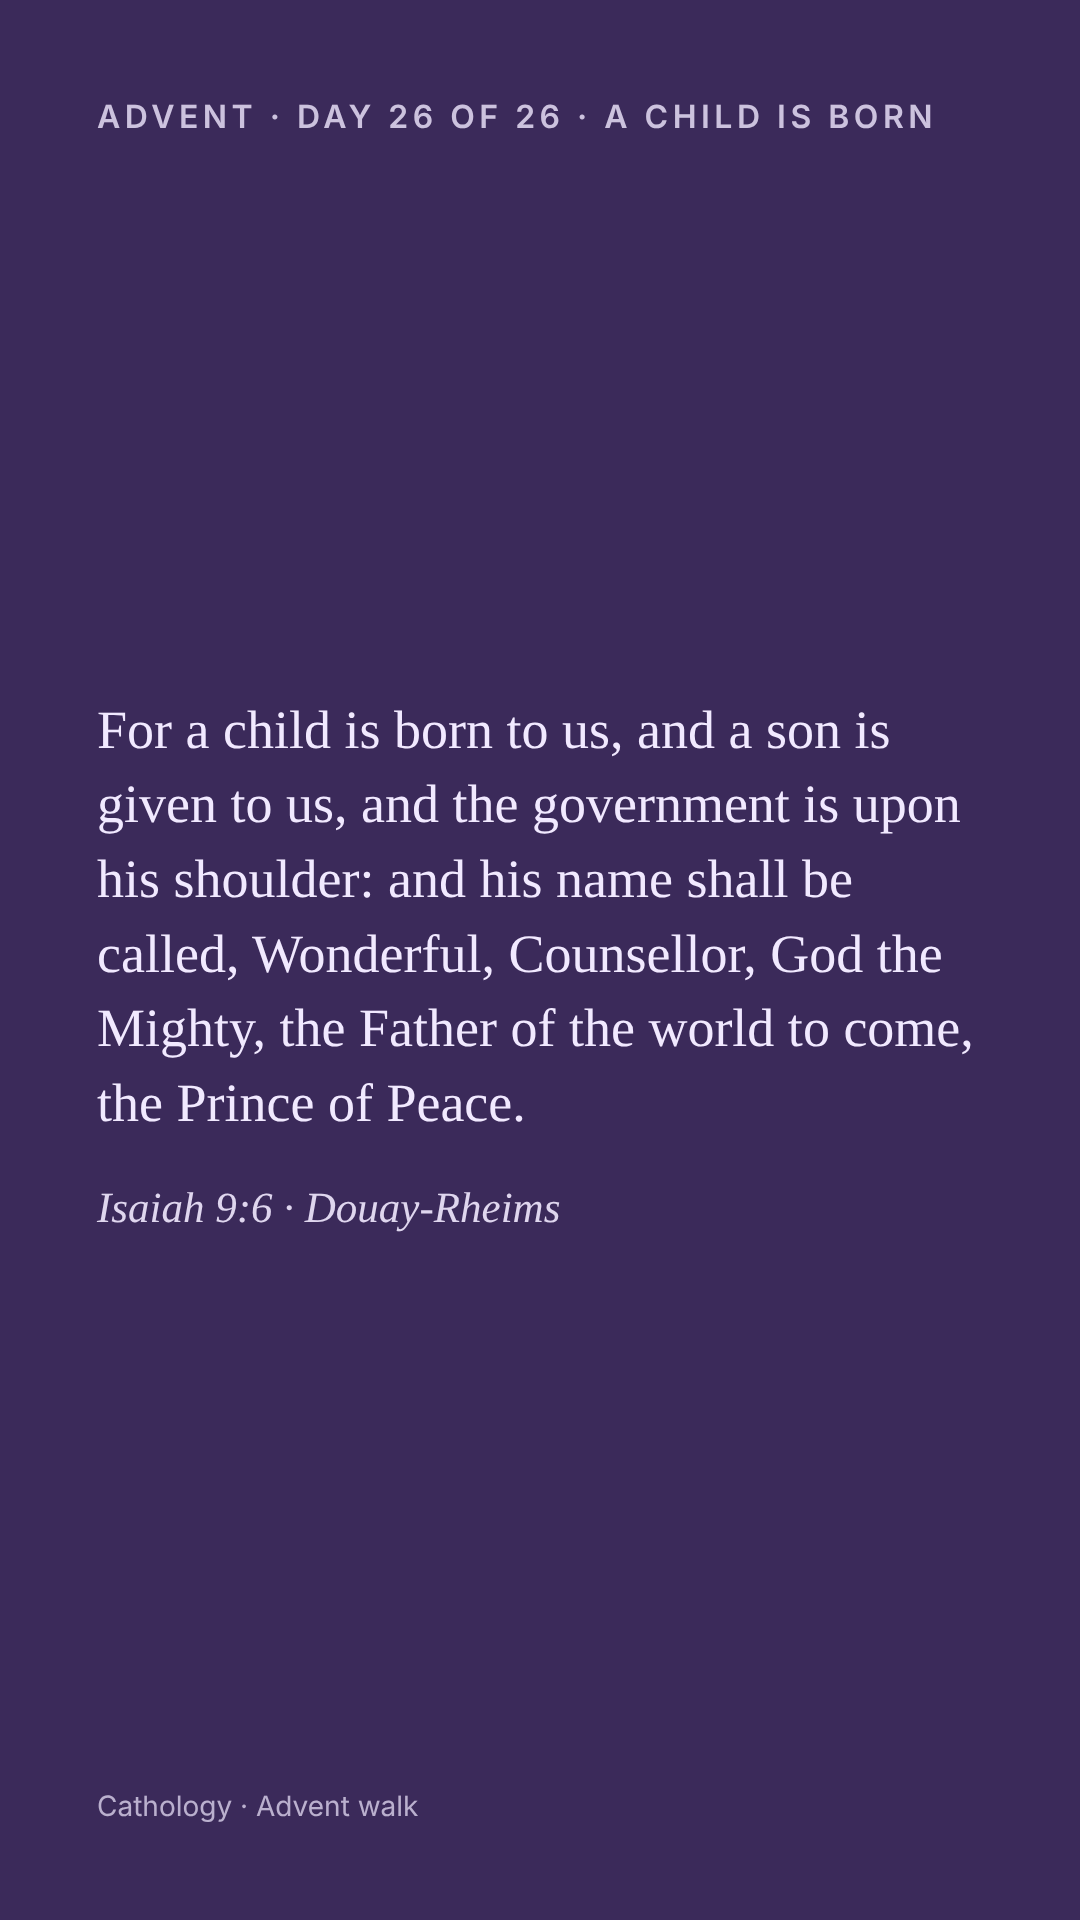 ADVENT · DAY 26 OF 26 · A CHILD IS BORN
For a child is born to us, and a son is
given to us, and the government is upon
his shoulder: and his name shall be
called, Wonderful, Counsellor, God the
Mighty, the Father of the world to come,
the Prince of Peace.
Isaiah 9:6 · Douay-Rheims
Cathology · Advent walk